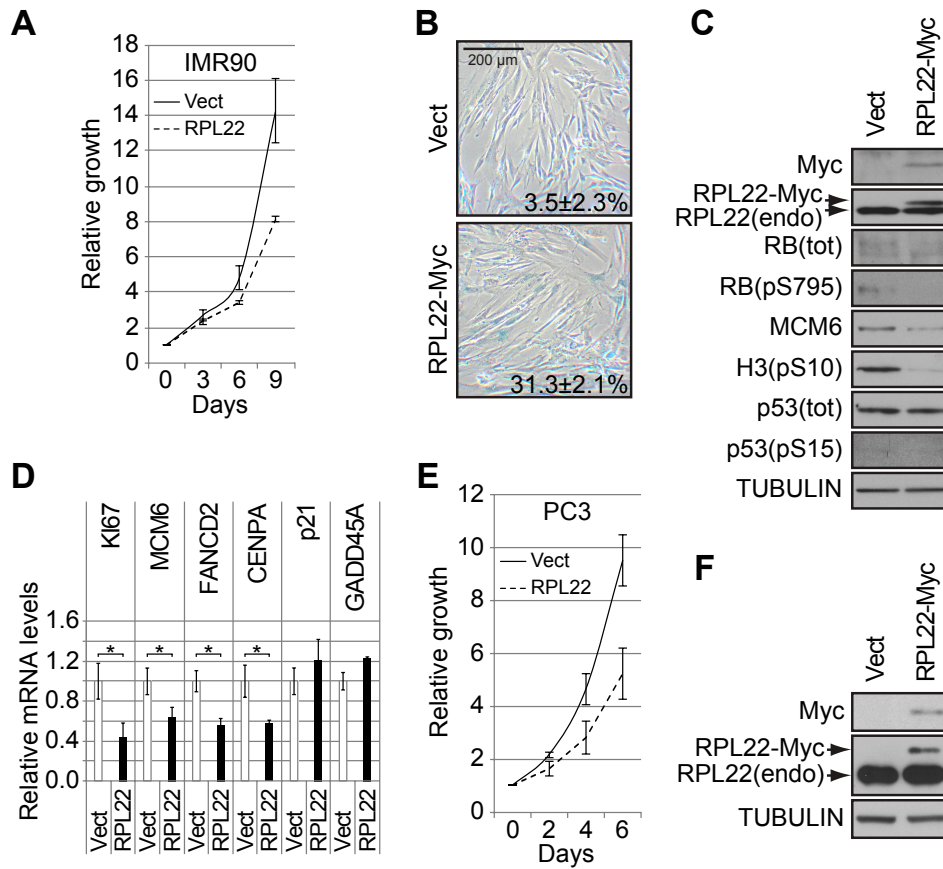 A
IMR90
Vect
RPL22
Relative growth
18
16
14
12
10
8
6
4
2
0
0 3 6 9
Days
B
200 µm
Vect
3.5±2.3%
RPL22-Myc
31.3±2.1%
C
Vect
RPL22-Myc
Myc
RPL22-Myc
RPL22(endo)
RB(tot)
RB(pS795)
MCM6
H3(pS10)
p53(tot)
p53(pS15)
TUBULIN
D
KI67
MCM6
FANCD2
CENPA
p21
GADD45A
Relative mRNA levels
1.6
1.2
0.8
0.4
0.0
* * * *
Vect RPL22 Vect RPL22 Vect RPL22 Vect RPL22 Vect RPL22 Vect RPL22
E
PC3
Vect
RPL22
Relative growth
12
10
8
6
4
2
0
0 2 4 6
Days
F
Vect
RPL22-Myc
Myc
RPL22-Myc
RPL22(endo)
TUBULIN